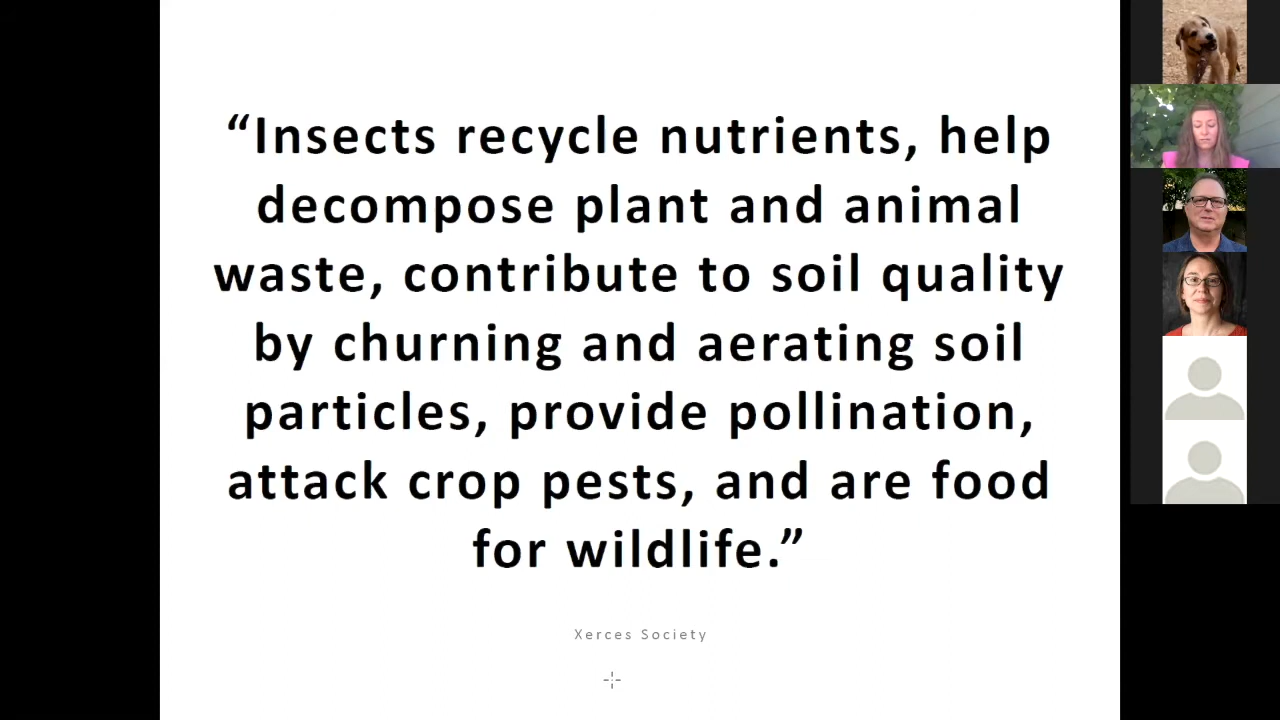 “Insects recycle nutrients, help
decompose plant and animal
waste, contribute to soil quality
by churning and aerating soil
particles, provide pollination,
attack crop pests, and are food
for wildlife.”
Xerces Society